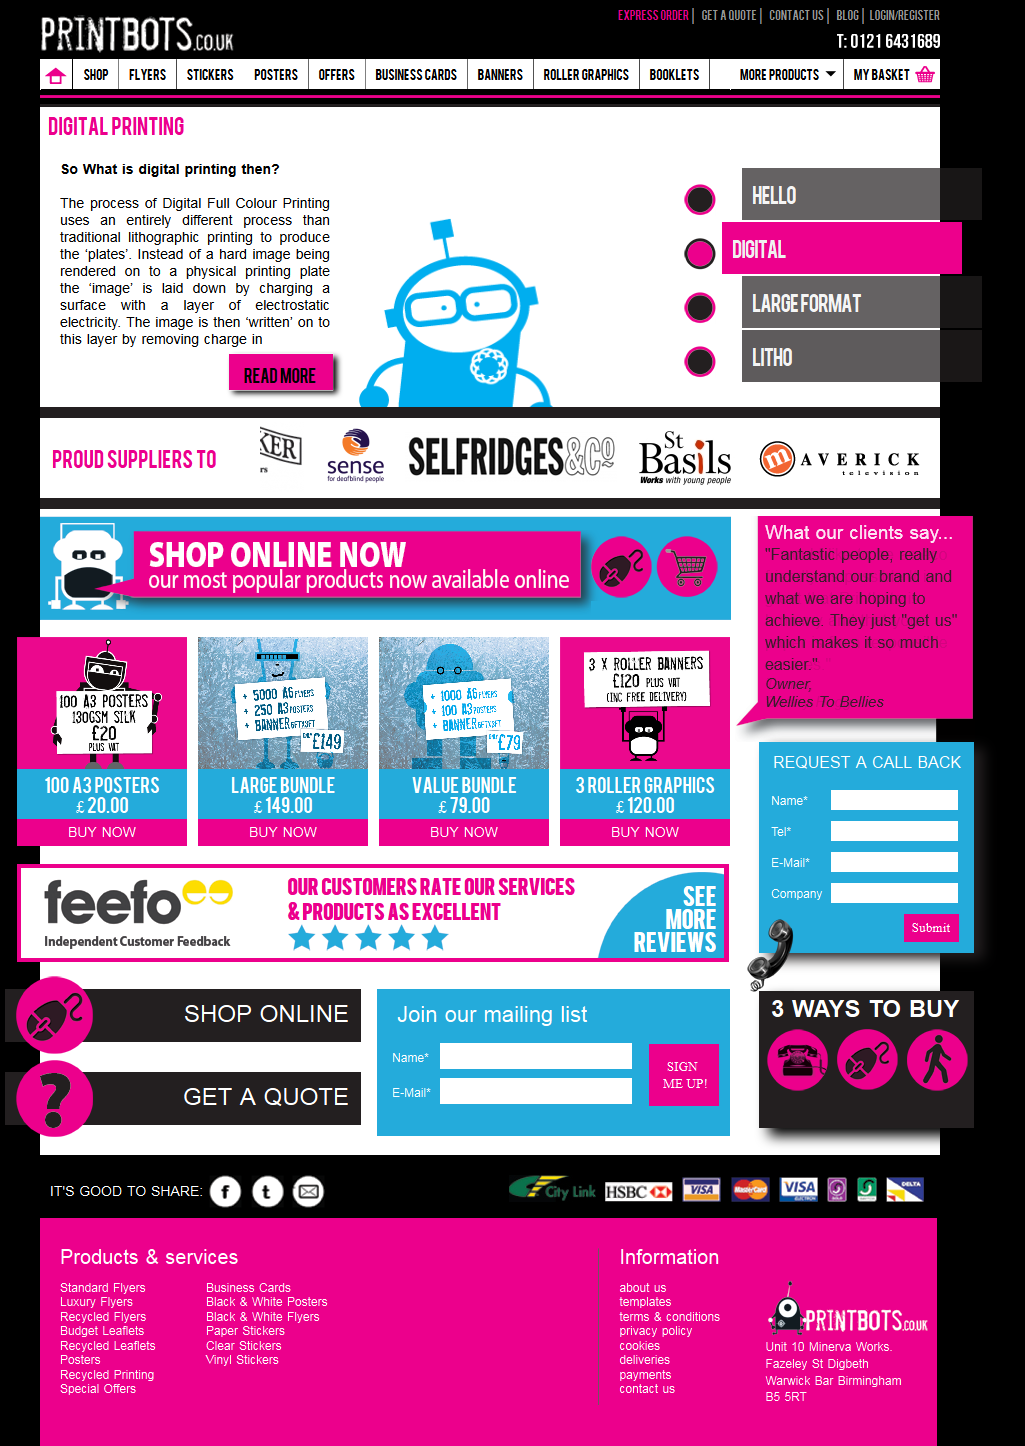 PRINTBOTS.CO.UK
EXPRESS ORDER | GET A QUOTE | CONTACT US | BLOG | LOGIN/REGISTER
T: 0121 6431689
SHOP FLYERS STICKERS POSTERS OFFERS BUSINESS CARDS BANNERS ROLLER GRAPHICS BOOKLETS MORE PRODUCTS MY BASKET
DIGITAL PRINTING
So What is digital printing then?
The process of Digital Full Colour Printing
uses an entirely different process than
traditional lithographic printing to produce
the ‘plates’. Instead of a hard image being
rendered on to a physical printing plate
the ‘image’ is laid down by charging a
surface with a layer of electrostatic
electricity. The image is then ‘written’ on to
this layer by removing charge in
READ MORE
HELLO
DIGITAL
LARGE FORMAT
LITHO
PROUD SUPPLIERS TO
KER
rs
sense
for deafblind people
SELFRIDGES&CO
St
Basils
Works with young people
MAVERICK
television
SHOP ONLINE NOW
our most popular products now available online
What our clients say...
"Fantastic people, really
understand our brand and
what we are hoping to
achieve. They just "get us"
which makes it so much
easier."
Owner,
Wellies To Bellies
100 A3 POSTERS
130GSM SILK
£20
PLUS VAT
100 A3 POSTERS
£ 20.00
BUY NOW
+ 5000 A6 FLYERS
+ 250 A3 POSTERS
+ BANNER 6FTX3FT
ONLY £149
LARGE BUNDLE
£ 149.00
BUY NOW
+ 1000 A6 FLYERS
+ 100 A3 POSTERS
+ BANNER 6FTX3FT
ONLY £79
VALUE BUNDLE
£ 79.00
BUY NOW
3 X ROLLER BANNERS
£120 PLUS VAT
(INC FREE DELIVERY)
3 ROLLER GRAPHICS
£ 120.00
BUY NOW
REQUEST A CALL BACK
Name*
Tel*
E-Mail*
Company
Submit
feefo
Independent Customer Feedback
OUR CUSTOMERS RATE OUR SERVICES
& PRODUCTS AS EXCELLENT
SEE
MORE
REVIEWS
SHOP ONLINE
GET A QUOTE
Join our mailing list
Name*
E-Mail*
SIGN
ME UP!
3 WAYS TO BUY
IT'S GOOD TO SHARE:
f t
City Link HSBC VISA MasterCard VISA ELECTRON S DELTA
Products & services
Standard Flyers
Luxury Flyers
Recycled Flyers
Budget Leaflets
Recycled Leaflets
Posters
Recycled Printing
Special Offers
Business Cards
Black & White Posters
Black & White Flyers
Paper Stickers
Clear Stickers
Vinyl Stickers
Information
about us
templates
terms & conditions
privacy policy
cookies
deliveries
payments
contact us
PRINTBOTS.CO.UK
Unit 10 Minerva Works.
Fazeley St Digbeth
Warwick Bar Birmingham
B5 5RT